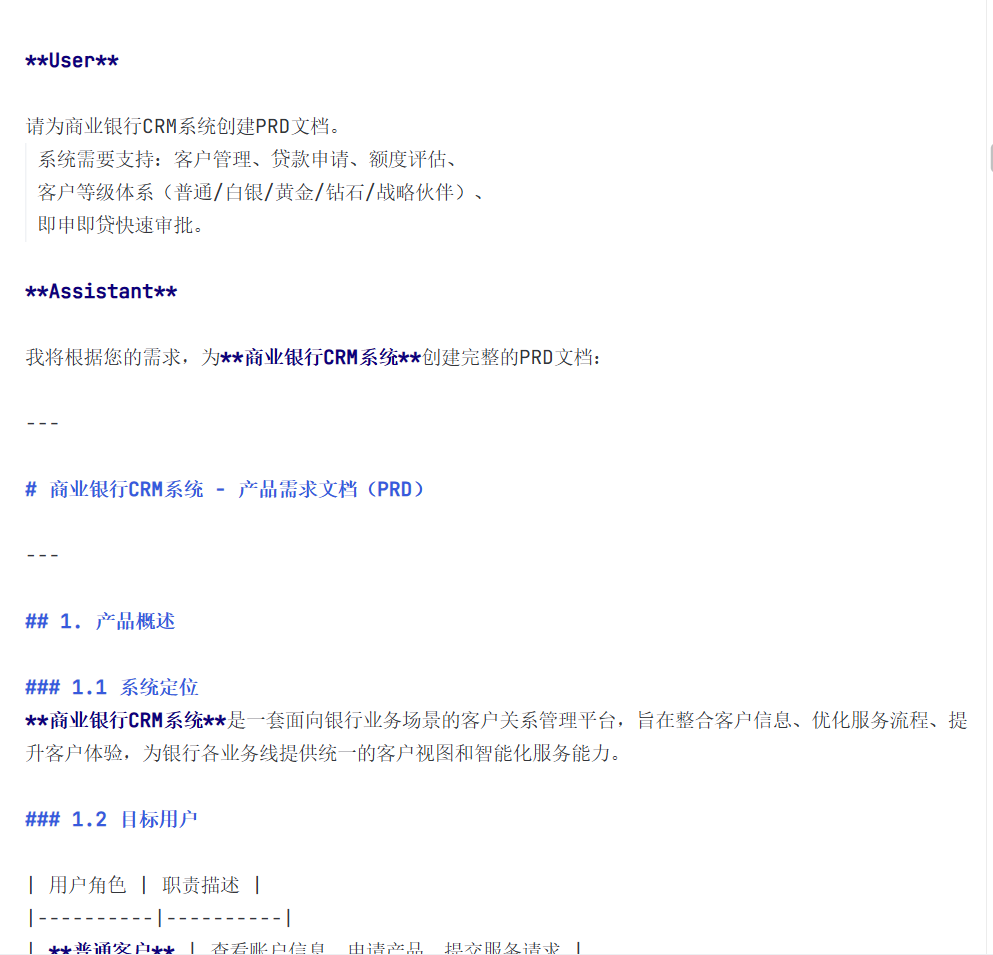 **User**
请为商业银行CRM系统创建PRD文档。
系统需要支持：客户管理、贷款申请、额度评估、
客户等级体系（普通/白银/黄金/钻石/战略伙伴）、
即申即贷快速审批。
**Assistant**
我将根据您的需求，为**商业银行CRM系统**创建完整的PRD文档：
---
# 商业银行CRM系统 - 产品需求文档（PRD）
---
## 1. 产品概述
### 1.1 系统定位
**商业银行CRM系统**是一套面向银行业务场景的客户关系管理平台，旨在整合客户信息、优化服务流程、提
升客户体验，为银行各业务线提供统一的客户视图和智能化服务能力。
### 1.2 目标用户
| 用户角色 | 职责描述 |
|----------|----------|
| **普通客户** | 查看账户信息、申请产品、提交服务请求 |